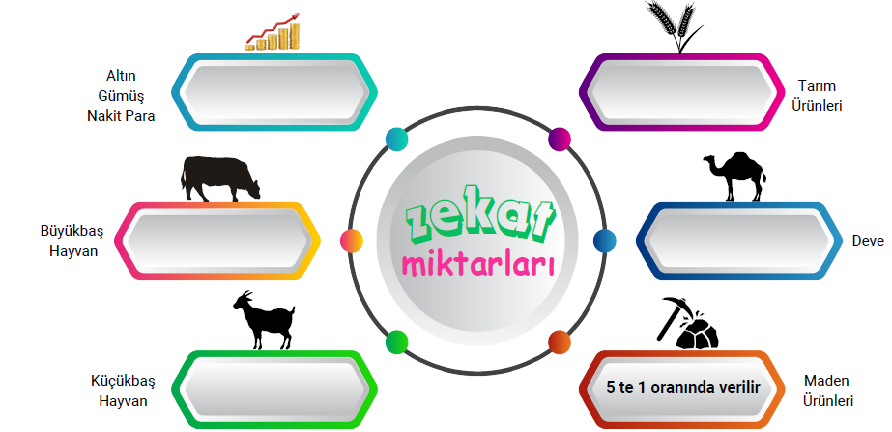 Altın
Gümüş
Nakit Para
Tarım
Ürünleri
zekat
miktarları
Büyükbaş
Hayvan
Deve
Küçükbaş
Hayvan
5 te 1 oranında verilir
Maden
Ürünleri